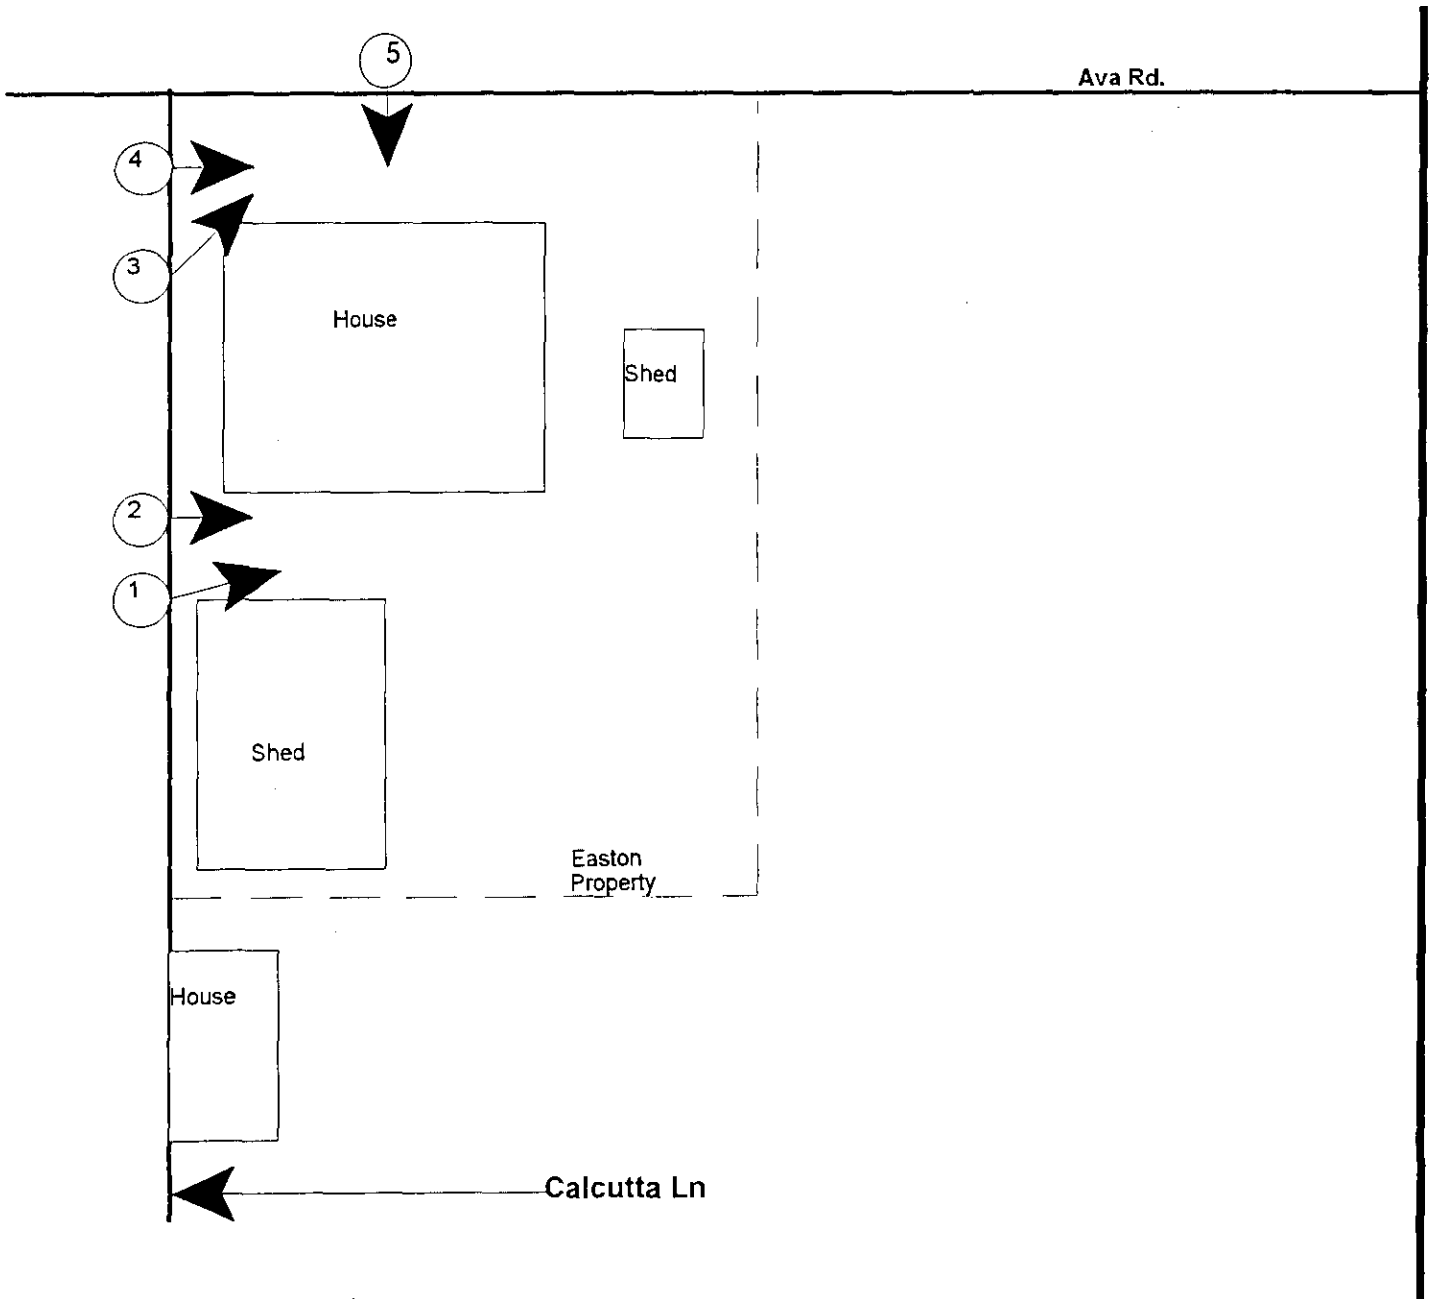 5
Ava Rd.
4
3
House
Shed
2
1
Shed
Easton
Property
House
Calcutta Ln